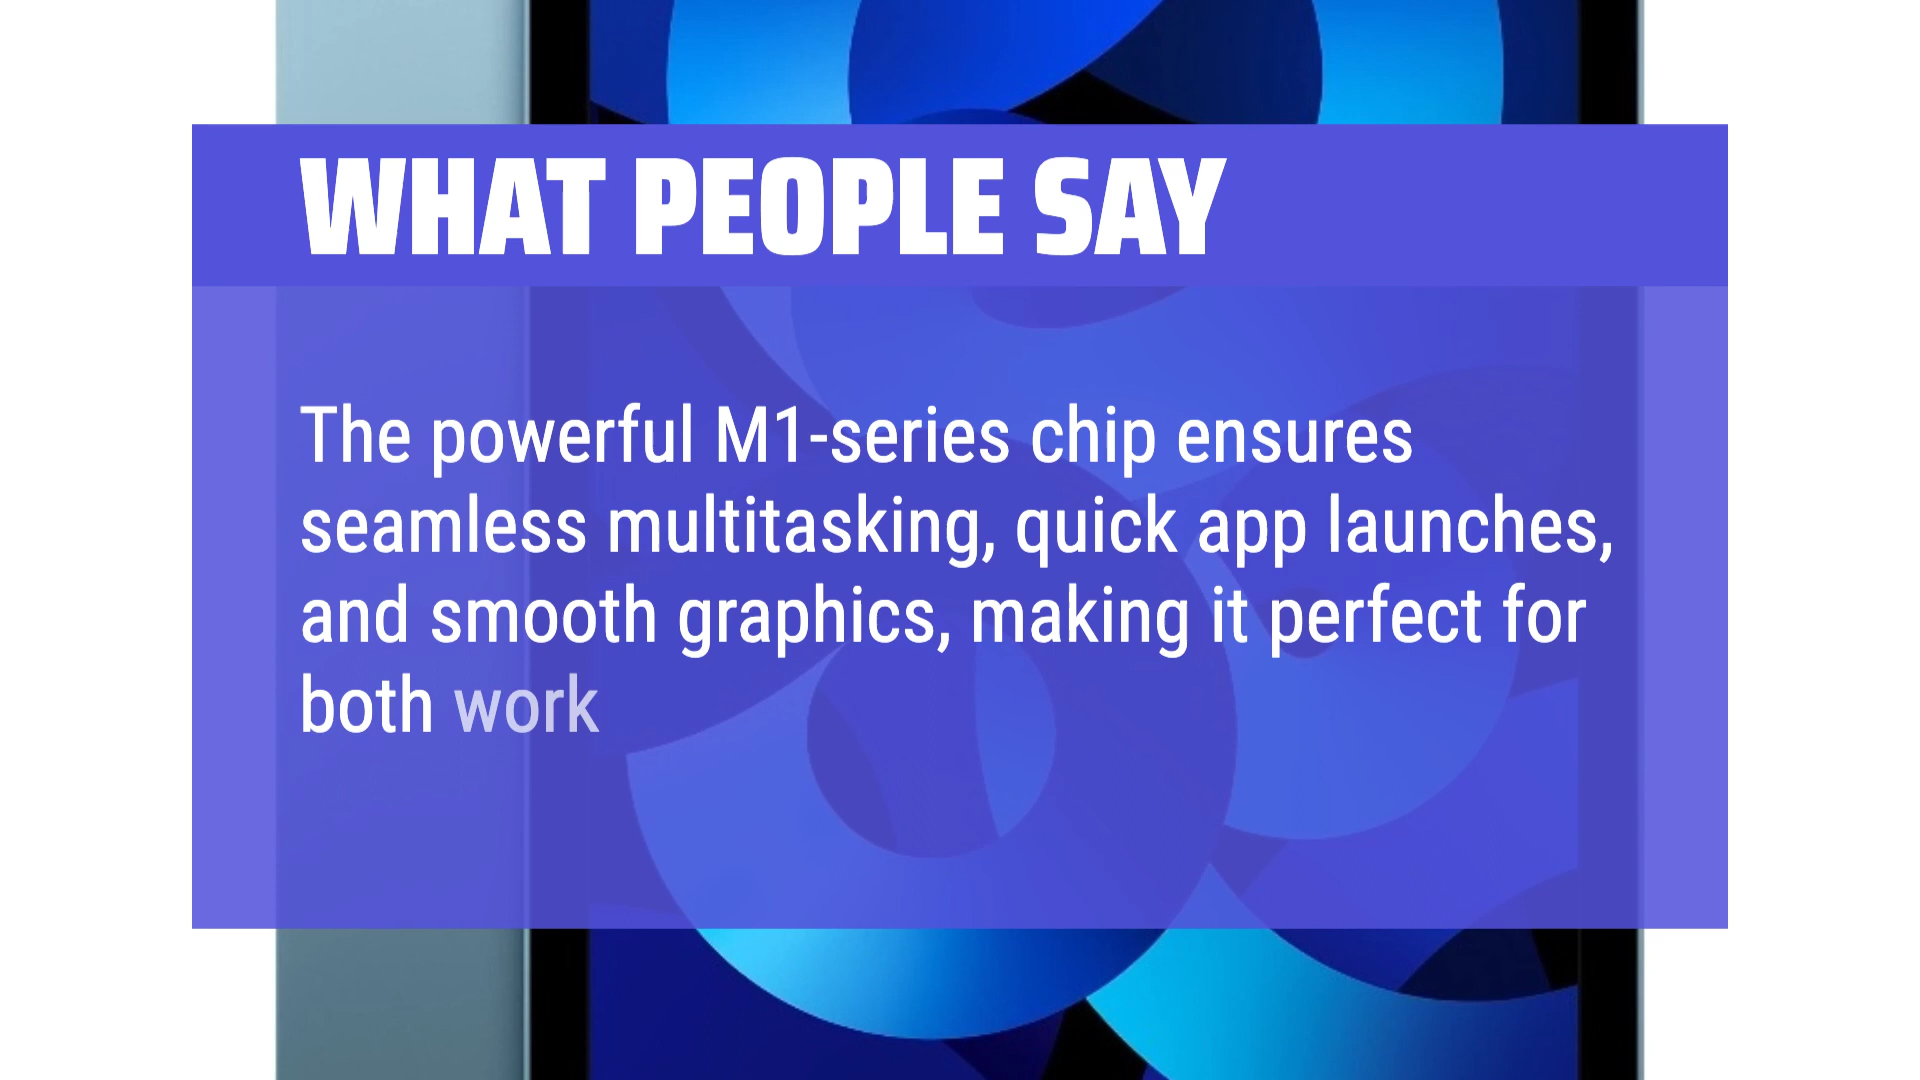 WHAT PEOPLE SAY
The powerful M1-series chip ensures
seamless multitasking, quick app launches,
and smooth graphics, making it perfect for
both work